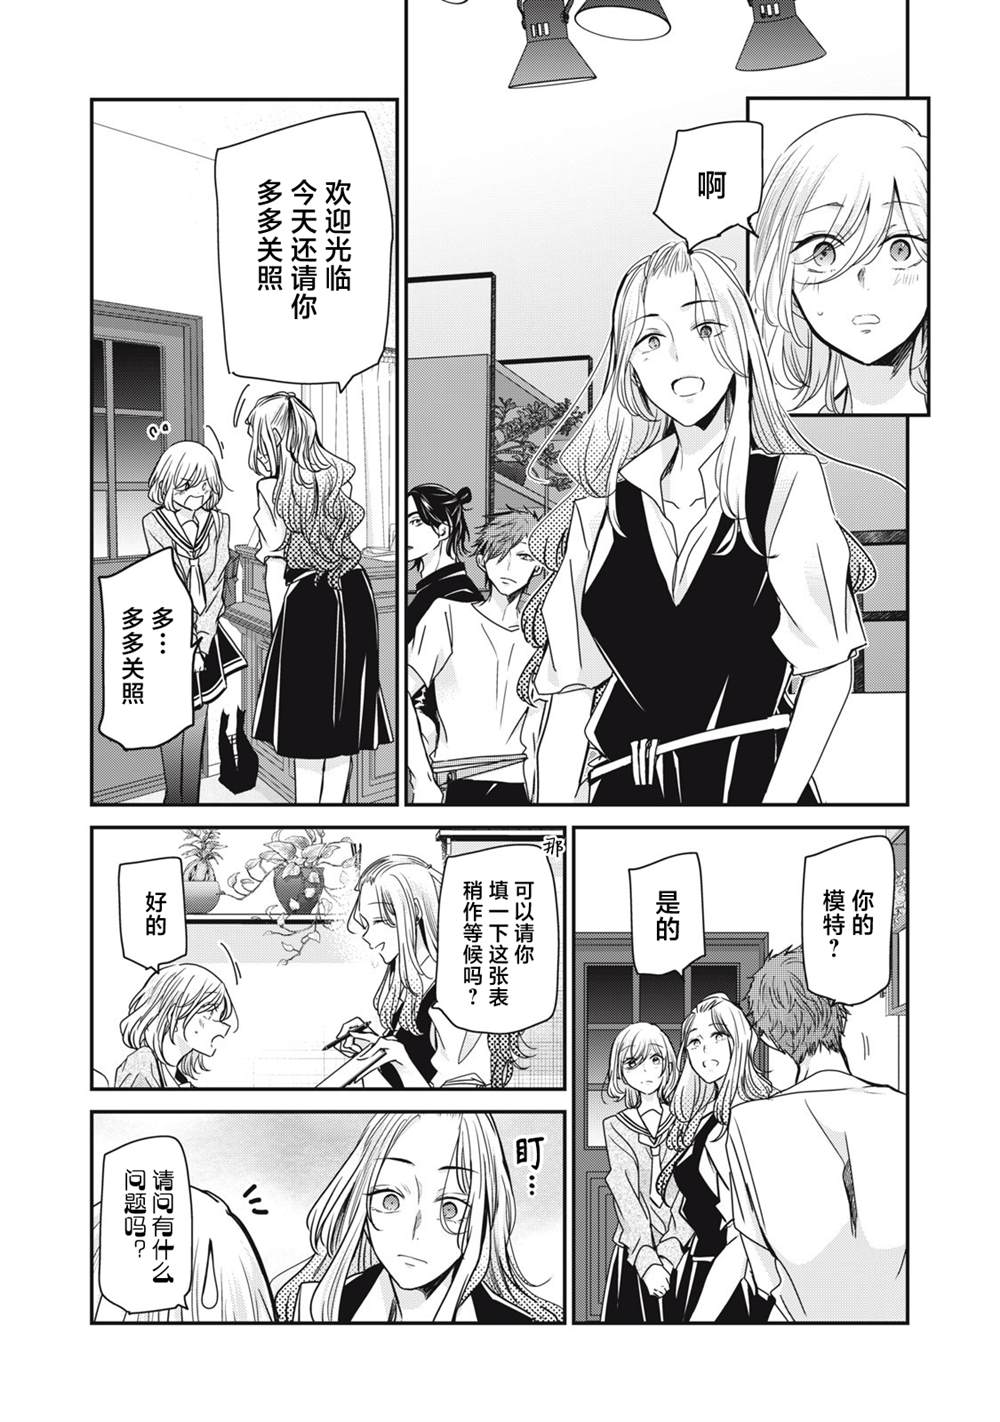 啊
欢迎光临
今天还请你
多多关照
多…
多多关照
你的
模特?
是的
那
可以请你
填一下这张表
稍作等候吗?
好的
盯…
请问有什么
问题吗?